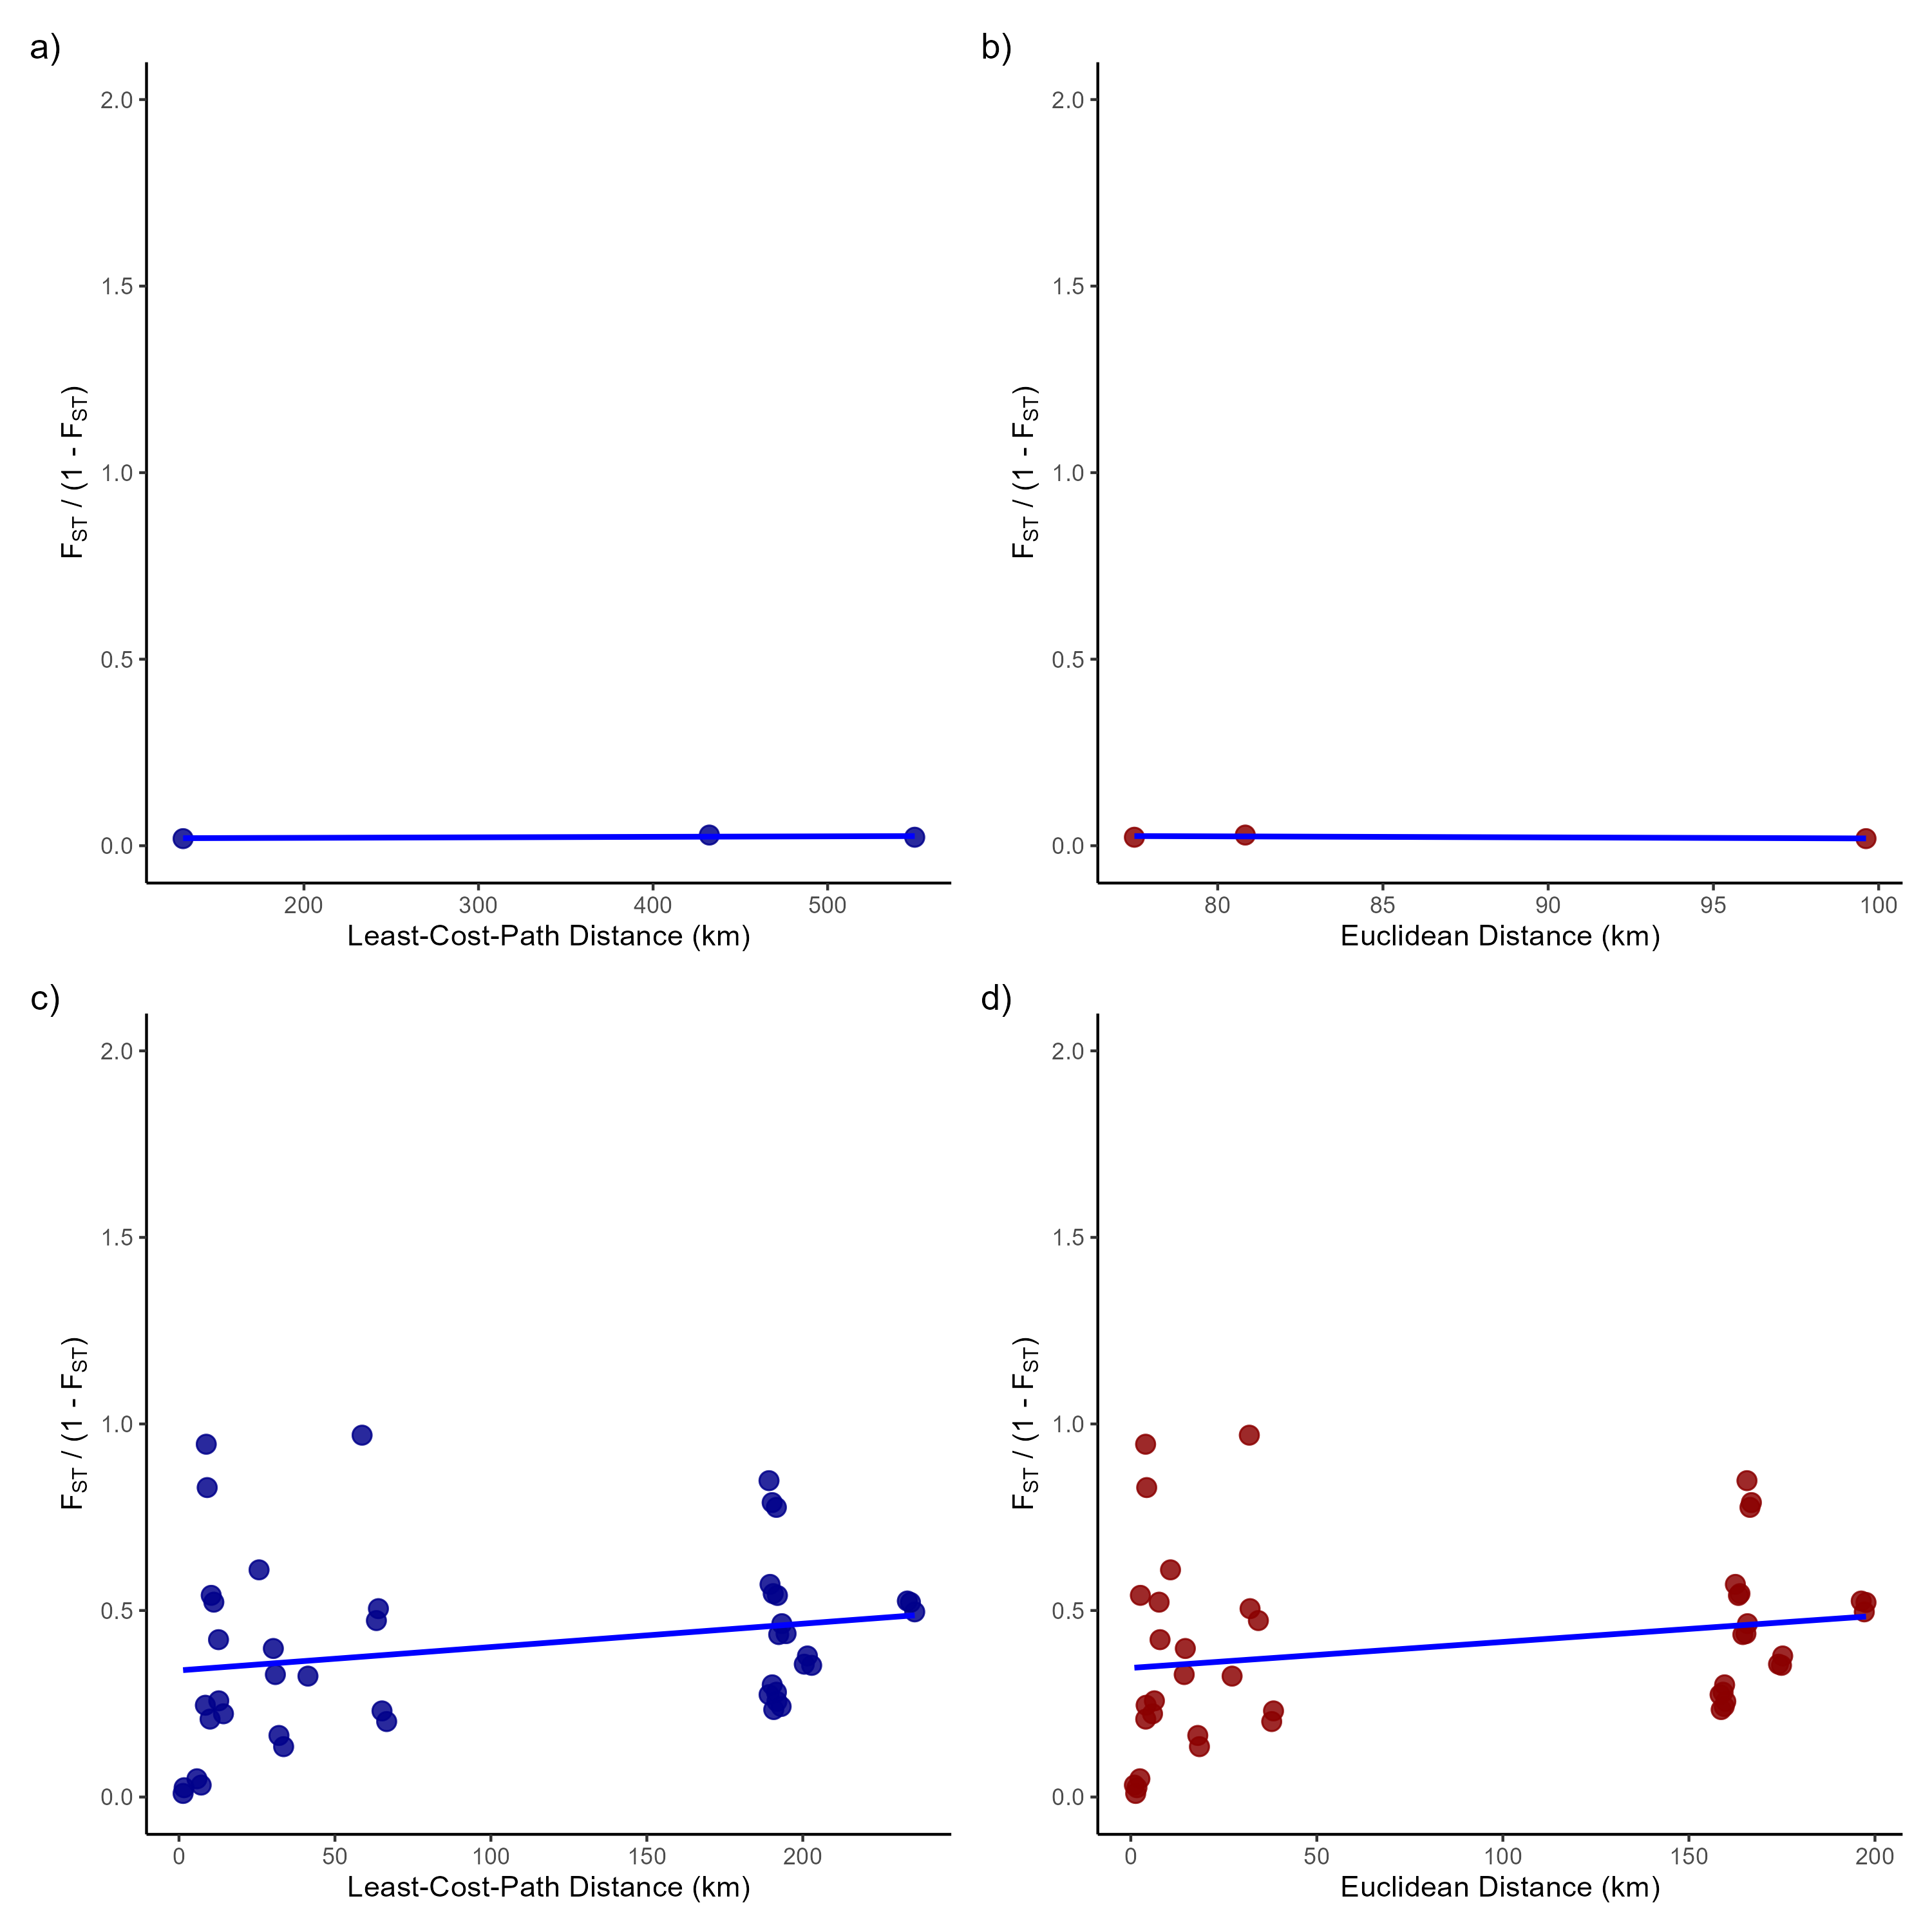 a)
2.0
1.5
1.0
0.5
0.0
F_ST / (1 - F_ST)
200 300 400 500
Least-Cost-Path Distance (km)
b)
2.0
1.5
1.0
0.5
0.0
F_ST / (1 - F_ST)
80 85 90 95 100
Euclidean Distance (km)
c)
2.0
1.5
1.0
0.5
0.0
F_ST / (1 - F_ST)
0 50 100 150 200
Least-Cost-Path Distance (km)
d)
2.0
1.5
1.0
0.5
0.0
F_ST / (1 - F_ST)
0 50 100 150 200
Euclidean Distance (km)